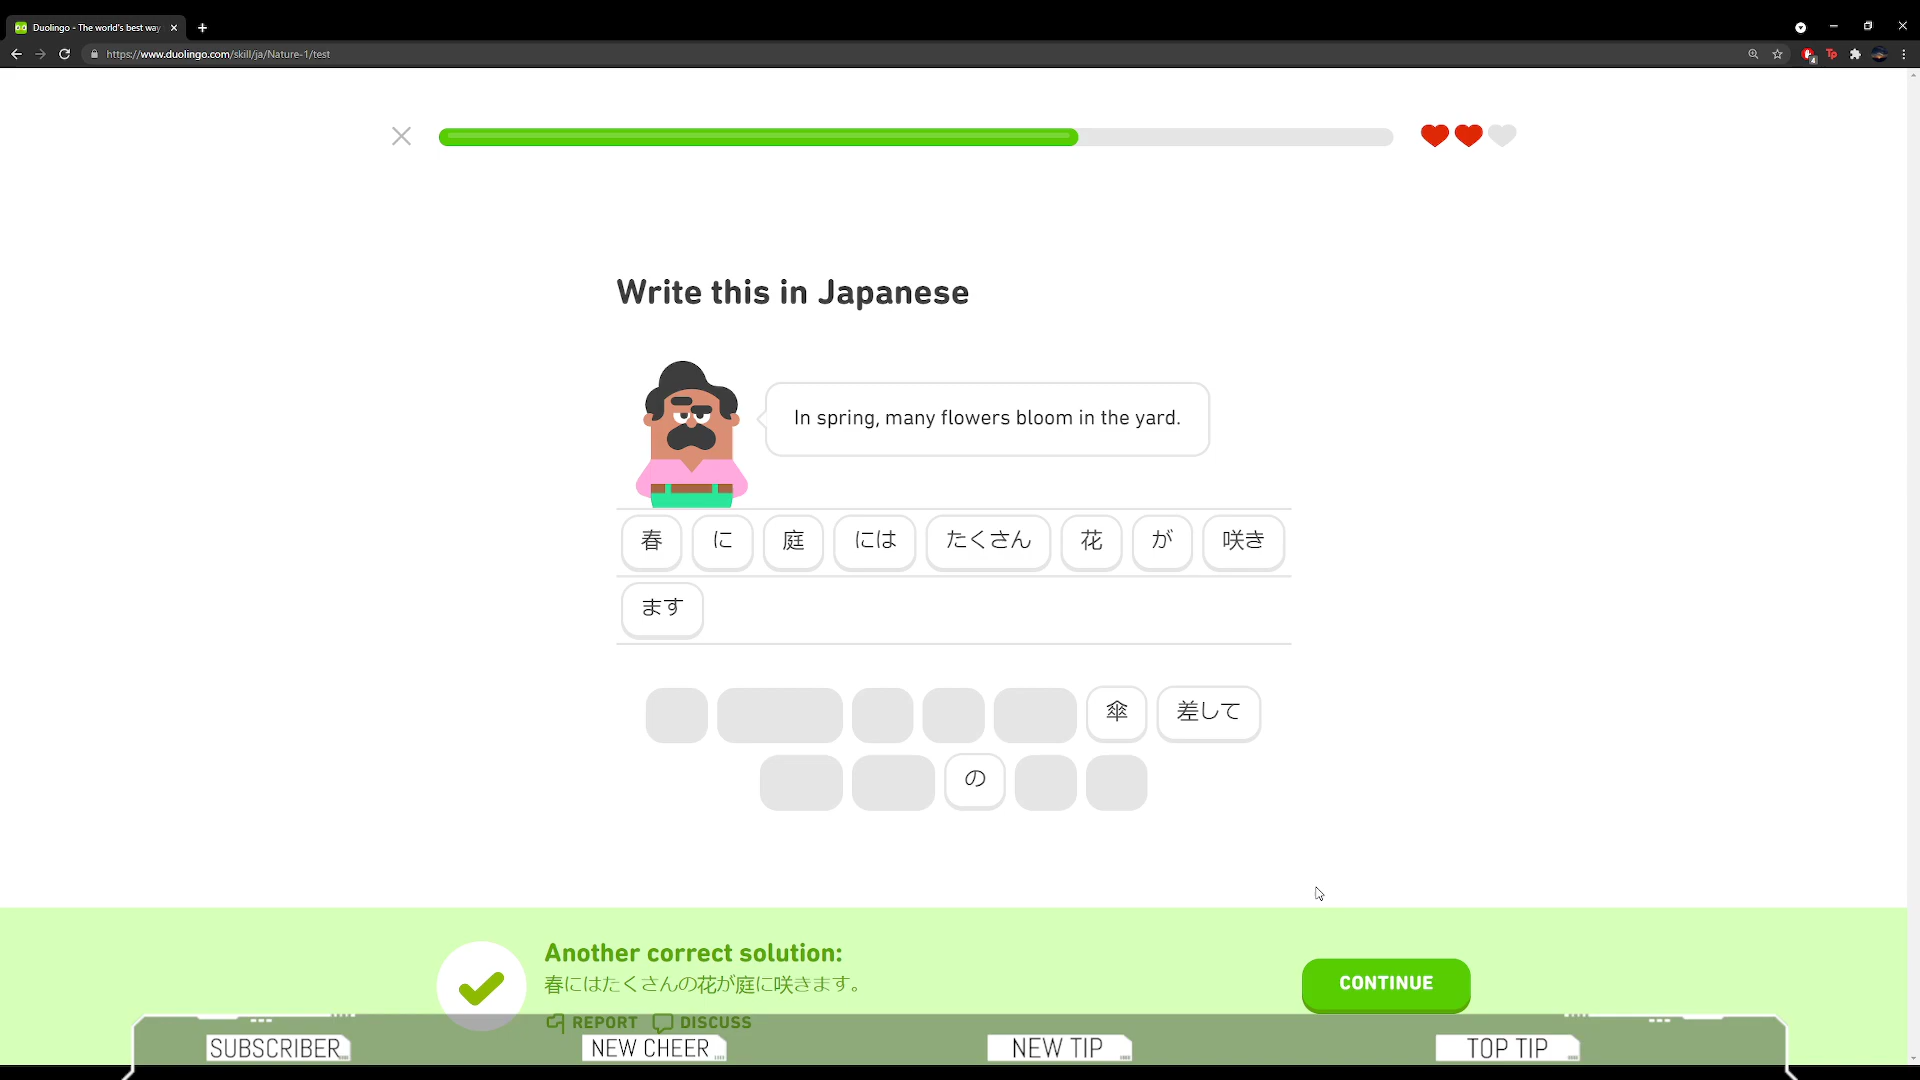 Duolingo - The world's best way
https://www.duolingo.com/skill/ja/Nature-1/test
4
Tp
Write this in Japanese
In spring, many flowers bloom in the yard.
春 に 庭 には たくさん 花 が 咲き
ます
傘 差して
の
Another correct solution:
春にはたくさんの花が庭に咲きます。
CONTINUE
REPORT DISCUSS
SUBSCRIBER NEW CHEER NEW TIP TOP TIP